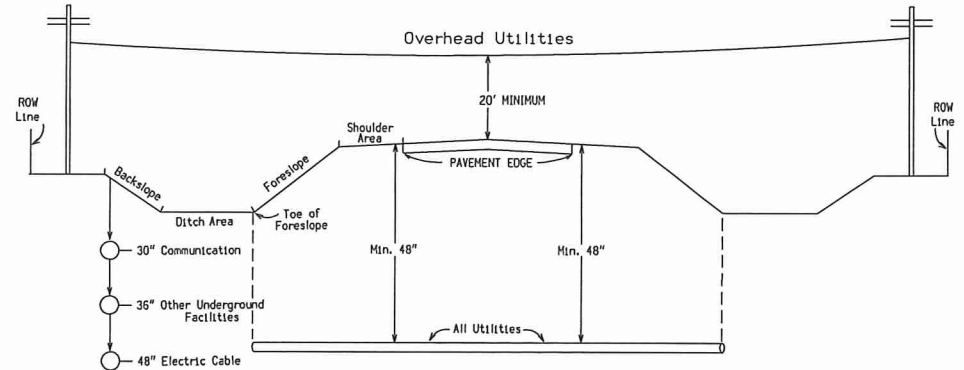 Overhead Utilities
20' MINIMUM
ROW
Line
ROW
Line
Shoulder
Area
PAVEMENT EDGE
Foreslope
Backslope
Ditch Area
Toe of
Foreslope
Min. 48"
Min. 48"
30" Communication
36" Other Underground
Facilities
All Utilities
48" Electric Cable